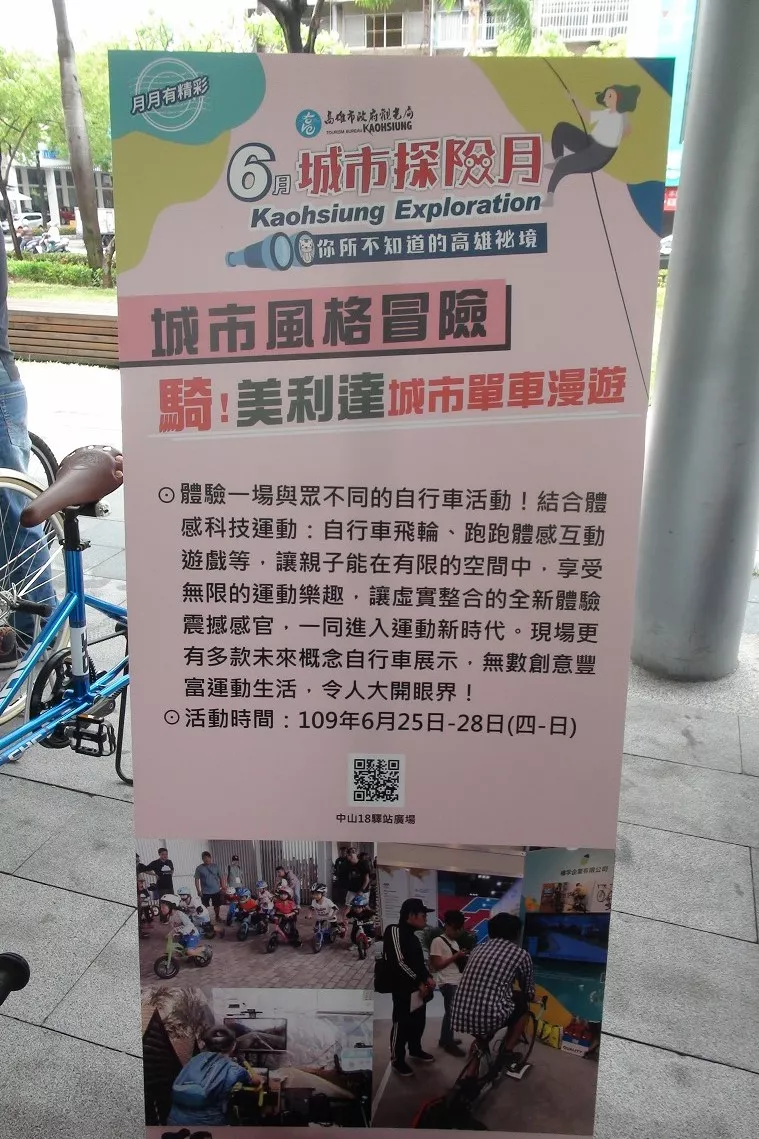 月月有精彩
高雄市政府觀光局
TOURISM BUREAU KAOHSIUNG
6月城市探險月
Kaohsiung Exploration
你所不知道的高雄祕境
城市風格冒險
騎!美利達城市單車漫遊
⊙體驗一場與眾不同的自行車活動！結合體
感科技運動：自行車飛輪、跑跑體感互動
遊戲等，讓親子能在有限的空間中，享受
無限的運動樂趣，讓虛實整合的全新體驗
震撼感官，一同進入運動新時代。現場更
有多款未來概念自行車展示，無數創意豐
富運動生活，令人大開眼界！
⊙活動時間：109年6月25日-28日(四-日)
中山18驛站廣場